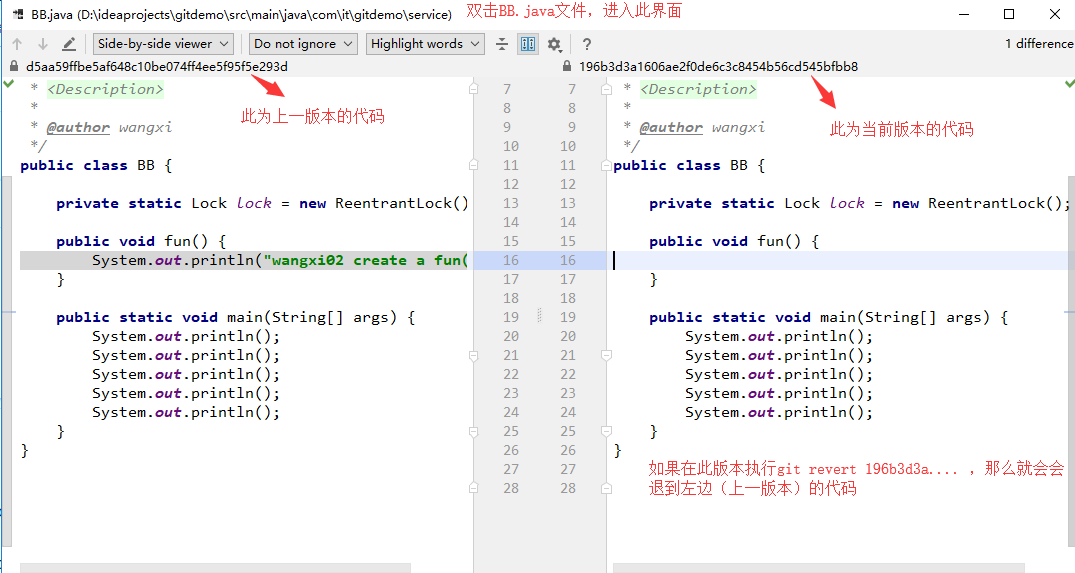 BB.java (D:\ideaprojects\gitdemo\src\main\java\com\it\gitdemo\service)
双击BB.java文件，进入此界面
Side-by-side viewer
Do not ignore
Highlight words
?
1 difference
d5aa59ffbe5af648c10be074ff4ee5f95f5e293d
196b3d3a1606ae2f0de6c3c8454b56cd545bfbb8
此为上一版本的代码
此为当前版本的代码
* <Description> 7 7 * <Description>
* 8 8 *
* @author wangxi 9 9 * @author wangxi
*/ 10 10 */
public class BB { 11 11 public class BB {
12 12
private static Lock lock = new ReentrantLock() 13 13 private static Lock lock = new ReentrantLock();
14 14
public void fun() { 15 15 public void fun() {
System.out.println("wangxi02 create a fun( 16 16
} 17 17 }
18 18
public static void main(String[] args) { 19 19 public static void main(String[] args) {
System.out.println(); 20 20 System.out.println();
System.out.println(); 21 21 System.out.println();
System.out.println(); 22 22 System.out.println();
System.out.println(); 23 23 System.out.println();
System.out.println(); 24 24 System.out.println();
} 25 25 }
} 26 26 }
27 27
28 28
如果在此版本执行git revert 196b3d3a.... ，那么就会会
退到左边（上一版本）的代码